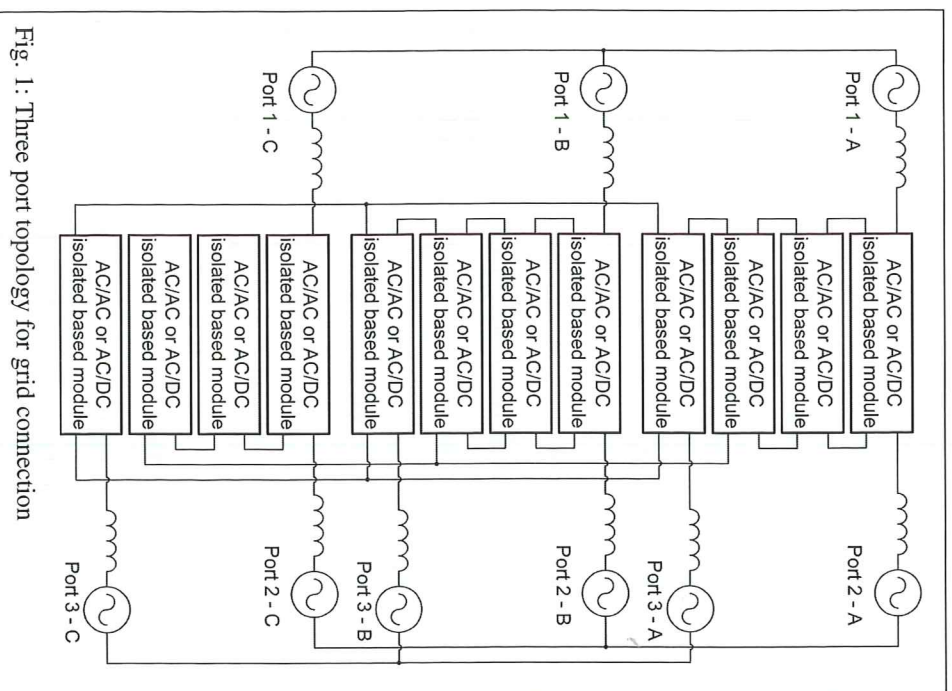 AC/AC or AC/DC
isolated based module
Port 1 - A
Port 2 - A
AC/AC or AC/DC
isolated based module
AC/AC or AC/DC
isolated based module
AC/AC or AC/DC
isolated based module
Port 3 - A
AC/AC or AC/DC
isolated based module
Port 1 - B
Port 2 - B
AC/AC or AC/DC
isolated based module
AC/AC or AC/DC
isolated based module
AC/AC or AC/DC
isolated based module
Port 3 - B
AC/AC or AC/DC
isolated based module
Port 1 - C
Port 2 - C
AC/AC or AC/DC
isolated based module
AC/AC or AC/DC
isolated based module
AC/AC or AC/DC
isolated based module
Port 3 - C
Fig. 1: Three port topology for grid connection